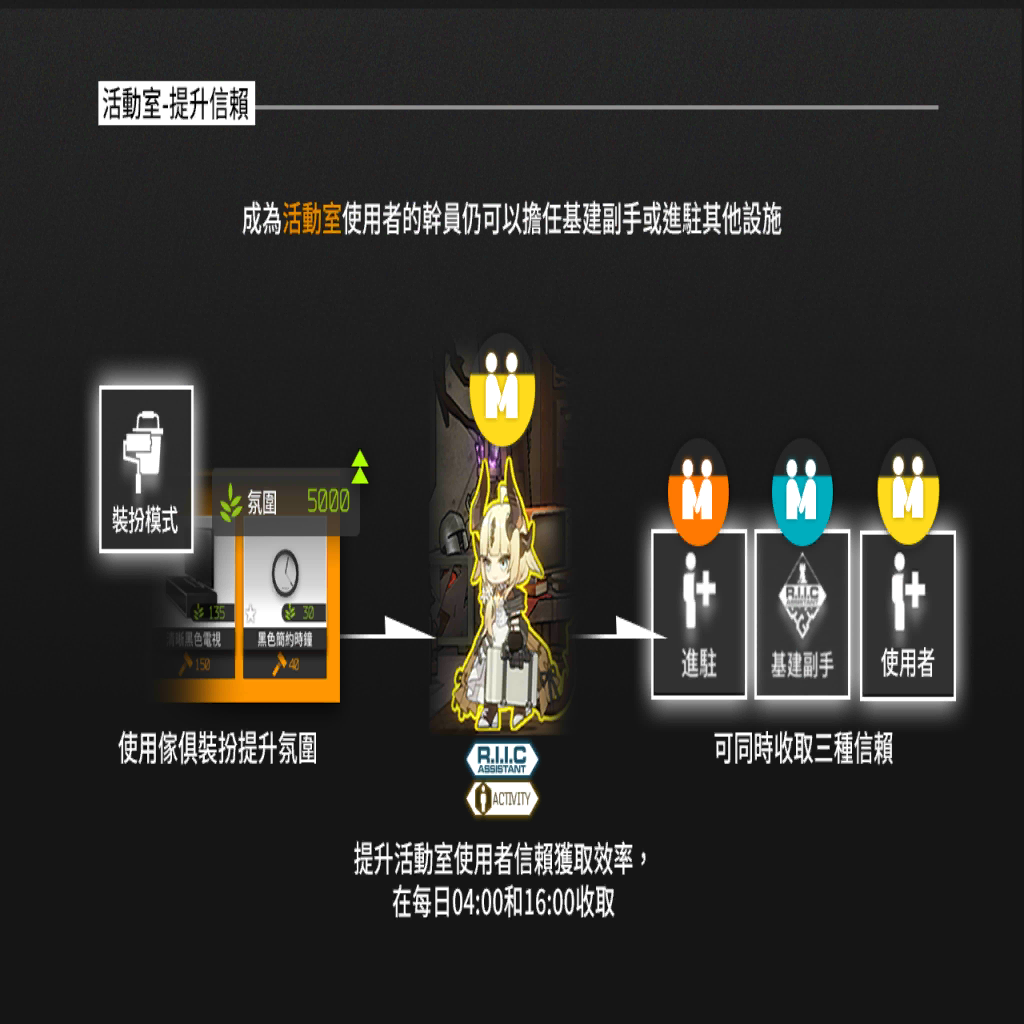 活動室-提升信賴
成為活動室使用者的幹員仍可以擔任基建副手或進駐其他設施
裝扮模式
氛圍 5000
135
30
黑色電視
黑色簡約時鐘
150
40
使用傢俱裝扮提升氛圍
R.I.I.C
ASSISTANT
ACTIVITY
提升活動室使用者信賴獲取效率，
在每日04:00和16:00收取
進駐
R.I.I.C
ASSISTANT
基建副手
使用者
可同時收取三種信賴